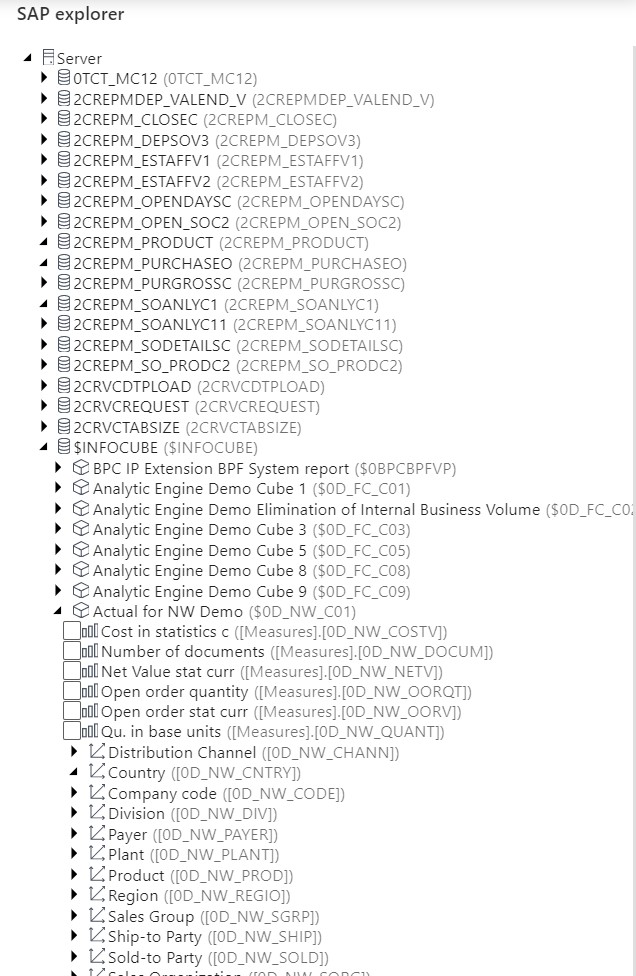 SAP explorer
Server
0TCT_MC12 (0TCT_MC12)
2CREPMDEP_VALEND_V (2CREPMDEP_VALEND_V)
2CREPM_CLOSEC (2CREPM_CLOSEC)
2CREPM_DEPSOV3 (2CREPM_DEPSOV3)
2CREPM_ESTAFFV1 (2CREPM_ESTAFFV1)
2CREPM_ESTAFFV2 (2CREPM_ESTAFFV2)
2CREPM_OPENDAYSC (2CREPM_OPENDAYSC)
2CREPM_OPEN_SOC2 (2CREPM_OPEN_SOC2)
2CREPM_PRODUCT (2CREPM_PRODUCT)
2CREPM_PURCHASEO (2CREPM_PURCHASEO)
2CREPM_PURGROSSC (2CREPM_PURGROSSC)
2CREPM_SOANLYC1 (2CREPM_SOANLYC1)
2CREPM_SOANLYC11 (2CREPM_SOANLYC11)
2CREPM_SODETAILSC (2CREPM_SODETAILSC)
2CREPM_SO_PRODC2 (2CREPM_SO_PRODC2)
2CRVCDTPLOAD (2CRVCDTPLOAD)
2CRVCREQUEST (2CRVCREQUEST)
2CRVCTABSIZE (2CRVCTABSIZE)
$INFOCUBE ($INFOCUBE)
BPC IP Extension BPF System report ($0BPCBPFVP)
Analytic Engine Demo Cube 1 ($0D_FC_C01)
Analytic Engine Demo Elimination of Internal Business Volume ($0D_FC_C02
Analytic Engine Demo Cube 3 ($0D_FC_C03)
Analytic Engine Demo Cube 5 ($0D_FC_C05)
Analytic Engine Demo Cube 8 ($0D_FC_C08)
Analytic Engine Demo Cube 9 ($0D_FC_C09)
Actual for NW Demo ($0D_NW_C01)
Cost in statistics c ([Measures].[0D_NW_COSTV])
Number of documents ([Measures].[0D_NW_DOCUM])
Net Value stat curr ([Measures].[0D_NW_NETV])
Open order quantity ([Measures].[0D_NW_OORQT])
Open order stat curr ([Measures].[0D_NW_OORV])
Qu. in base units ([Measures].[0D_NW_QUANT])
Distribution Channel ([0D_NW_CHANN])
Country ([0D_NW_CNTRY])
Company code ([0D_NW_CODE])
Division ([0D_NW_DIV])
Payer ([0D_NW_PAYER])
Plant ([0D_NW_PLANT])
Product ([0D_NW_PROD])
Region ([0D_NW_REGIO])
Sales Group ([0D_NW_SGRP])
Ship-to Party ([0D_NW_SHIP])
Sold-to Party ([0D_NW_SOLD])